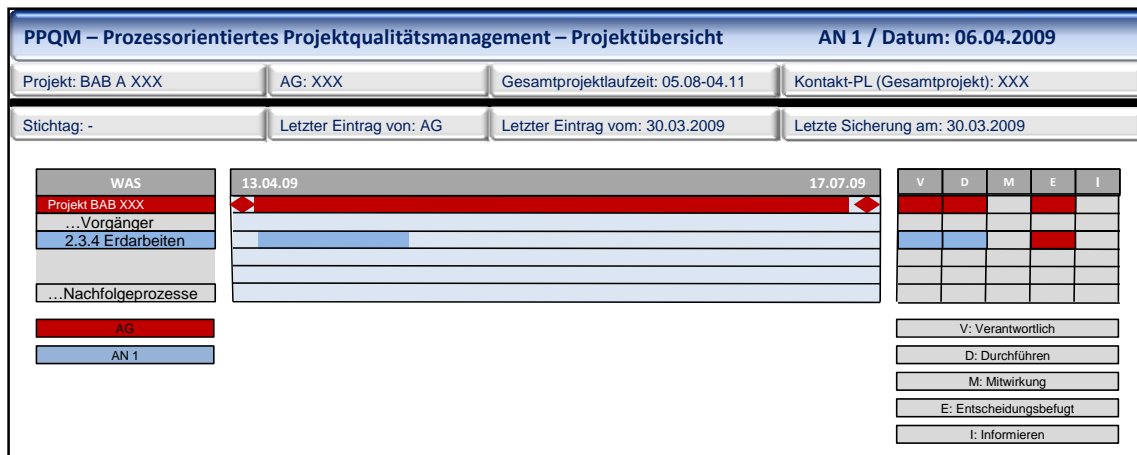 PPQM – Prozessorientiertes Projektqualitätsmanagement – Projektübersicht AN 1 / Datum: 06.04.2009
Projekt: BAB A XXX AG: XXX Gesamtprojektlaufzeit: 05.08-04.11 Kontakt-PL (Gesamtprojekt): XXX
Stichtag: - Letzter Eintrag von: AG Letzter Eintrag vom: 30.03.2009 Letzte Sicherung am: 30.03.2009
WAS 13.04.09 17.07.09 V D M E I
Projekt BAB XXX
…Vorgänger
2.3.4 Erdarbeiten
…Nachfolgeprozesse
AG
AN 1
V: Verantwortlich
D: Durchführen
M: Mitwirkung
E: Entscheidungsbefugt
I: Informieren